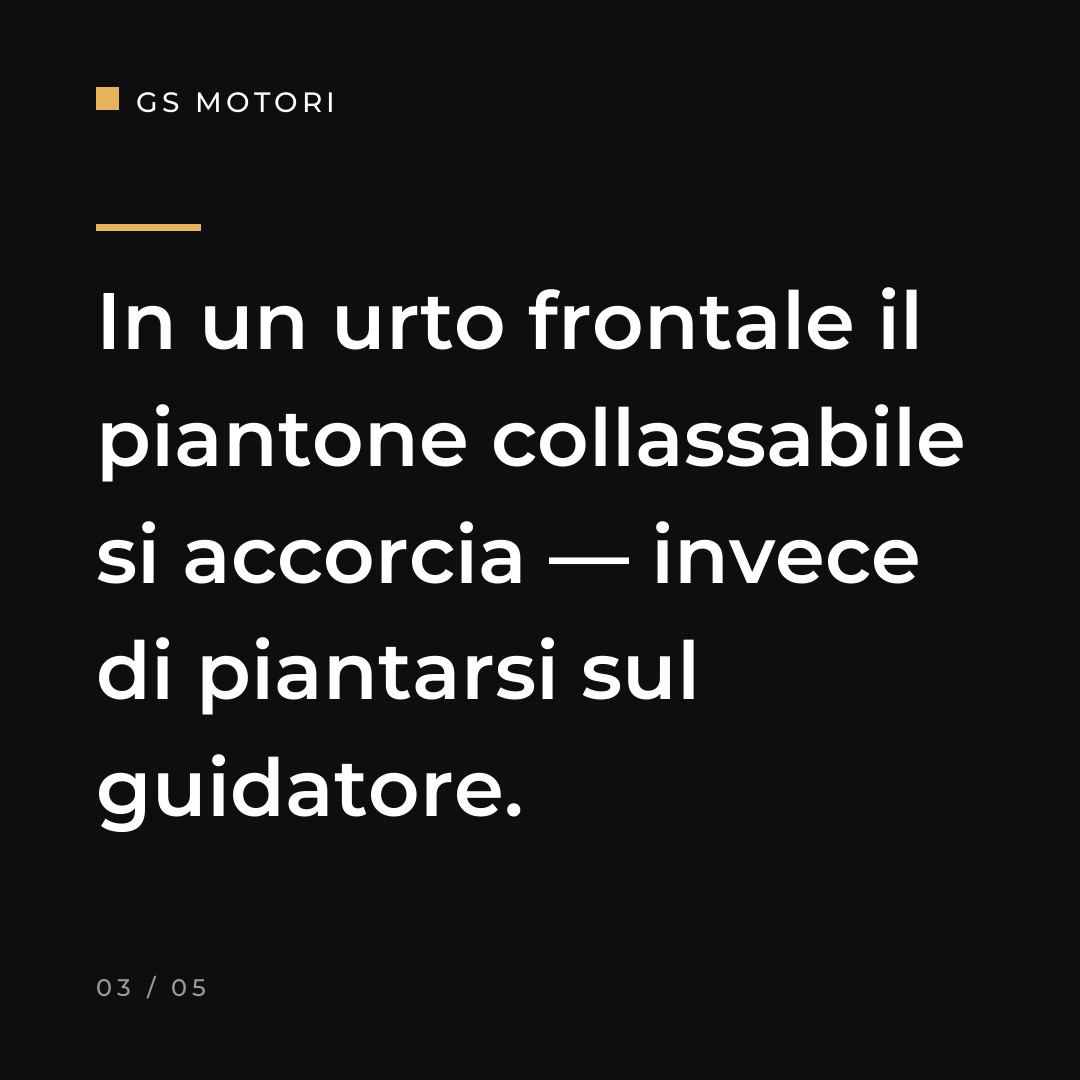 GS MOTORI
In un urto frontale il
piantone collassabile
si accorcia — invece
di piantarsi sul
guidatore.
03 / 05